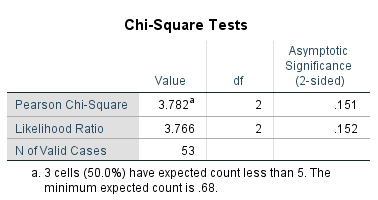 Chi-Square Tests
Asymptotic
Significance
Value df (2-sided)
Pearson Chi-Square 3.782a 2 .151
Likelihood Ratio 3.766 2 .152
N of Valid Cases 53
a. 3 cells (50.0%) have expected count less than 5. The
minimum expected count is .68.